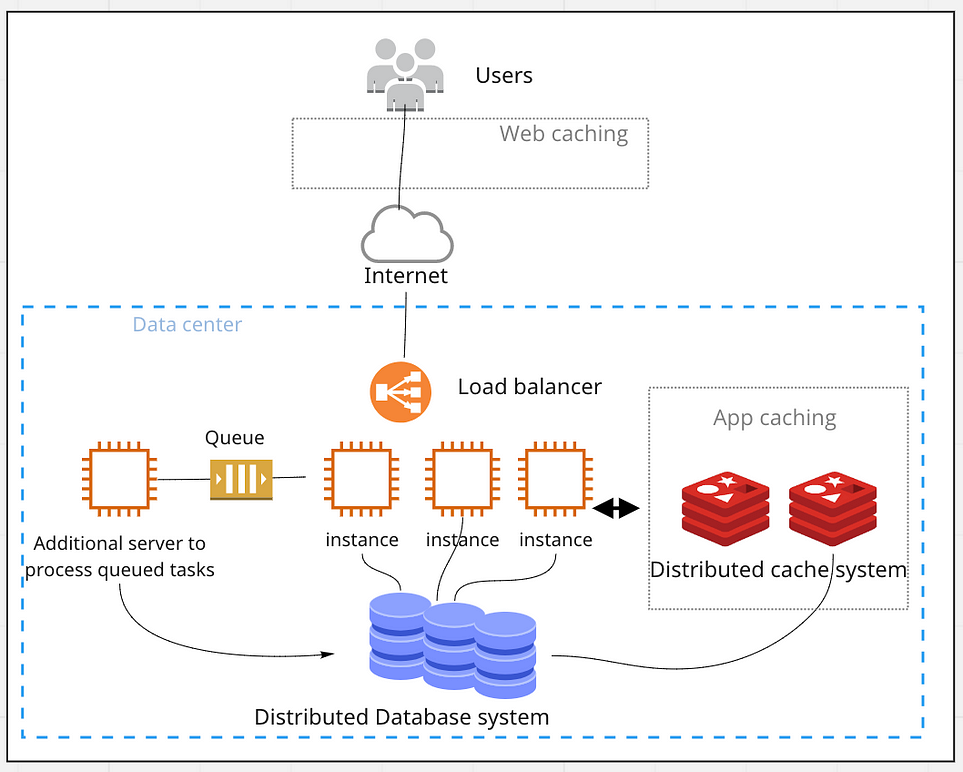 Users
Web caching
Internet
Data center
Load balancer
App caching
Queue
instance
instance
instance
Additional server to
process queued tasks
Distributed cache system
Distributed Database system